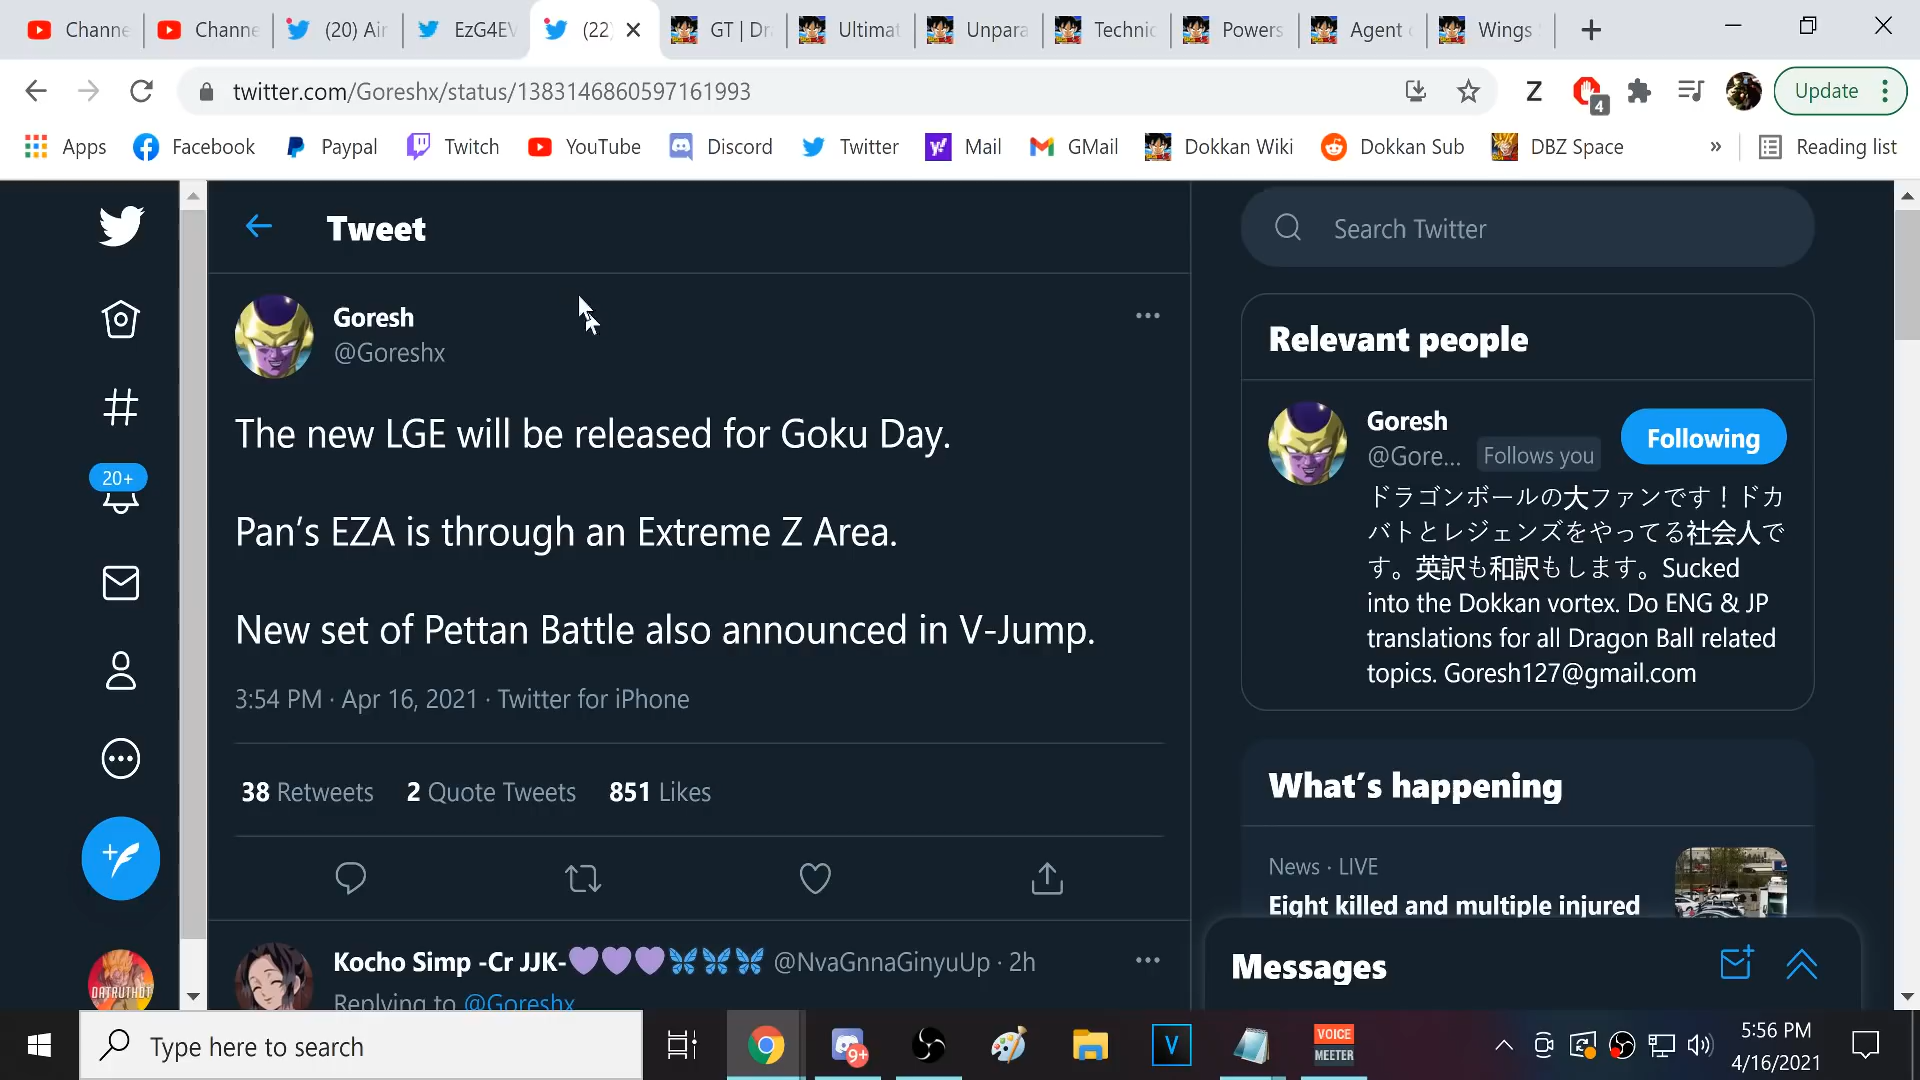 Channe
Channe
(20) Air
EzG4EV
(22)
GT | Dr
Ultimat
Unpara
Technic
Powers
Agent
Wings
twitter.com/Goreshx/status/1383146860597161993
Z
4
Update
Apps
Facebook
Paypal
Twitch
YouTube
Discord
Twitter
Mail
GMail
Dokkan Wiki
Dokkan Sub
DBZ Space
»
Reading list
Tweet
Search Twitter
20+
Goresh
@Goreshx
The new LGE will be released for Goku Day.
Pan’s EZA is through an Extreme Z Area.
New set of Pettan Battle also announced in V-Jump.
3:54 PM · Apr 16, 2021 · Twitter for iPhone
38 Retweets 2 Quote Tweets 851 Likes
Kocho Simp -Cr JJK-💜💜💜🦋🦋🦋 @NvaGnnaGinyuUp · 2h
Replying to @Goreshx
Relevant people
Goresh
@Gore... Follows you
Following
ドラゴンボールの大ファンです！ドカ
バトとレジェンズをやってる社会人で
す。英訳も和訳もします。Sucked
into the Dokkan vortex. Do ENG & JP
translations for all Dragon Ball related
topics. Goresh127@gmail.com
What’s happening
News · LIVE
Eight killed and multiple injured
Messages
DATRUTHDT
Type here to search
9+
V
VOICE
MEETER
5:56 PM
4/16/2021